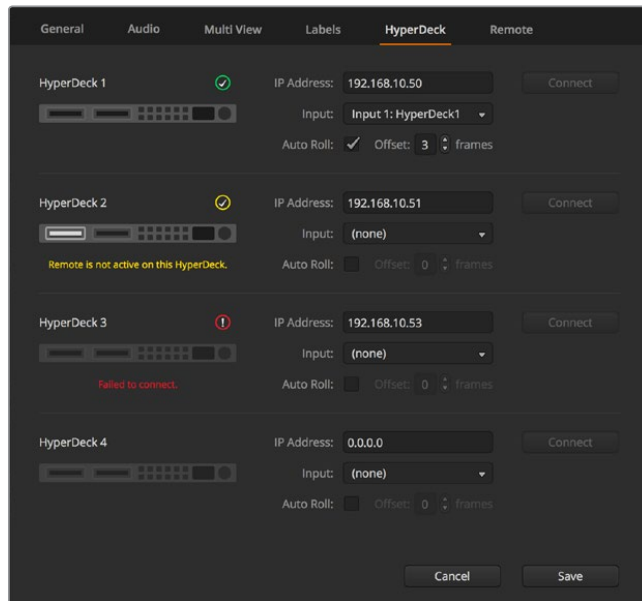 General Audio Multi View Labels HyperDeck Remote
HyperDeck 1 IP Address: 192.168.10.50 Connect
Input: Input 1: HyperDeck1
Auto Roll: Offset: 3 frames
HyperDeck 2 IP Address: 192.168.10.51 Connect
Input: (none)
Remote is not active on this HyperDeck. Auto Roll: Offset: 0 frames
HyperDeck 3 IP Address: 192.168.10.53 Connect
Input: (none)
Failed to connect. Auto Roll: Offset: 0 frames
HyperDeck 4 IP Address: 0.0.0.0 Connect
Input: (none)
Auto Roll: Offset: 0 frames
Cancel Save